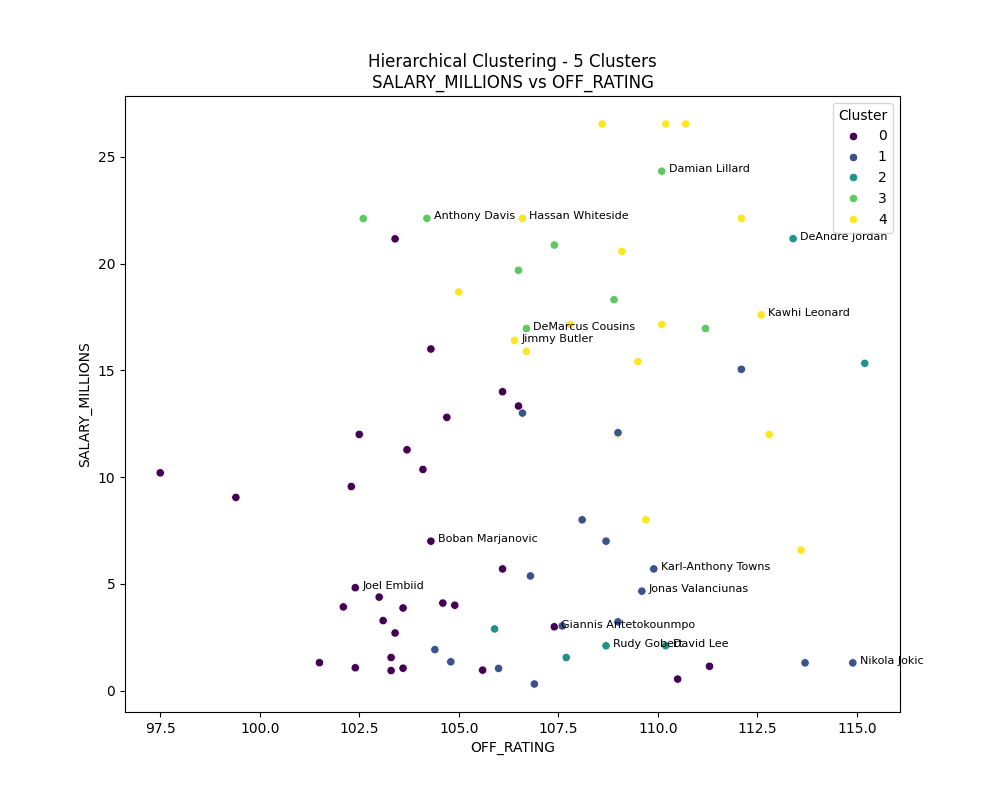 Hierarchical Clustering - 5 Clusters
SALARY_MILLIONS vs OFF_RATING
Cluster
0
1
2
3
4
Damian Lillard
Anthony Davis
Hassan Whiteside
DeAndre Jordan
Kawhi Leonard
DeMarcus Cousins
Jimmy Butler
Boban Marjanovic
Joel Embiid
Karl-Anthony Towns
Jonas Valanciunas
Giannis Antetokounmpo
Rudy Gobert
David Lee
Nikola Jokic
SALARY_MILLIONS
25
20
15
10
5
0
97.5
100.0
102.5
105.0
107.5
110.0
112.5
115.0
OFF_RATING